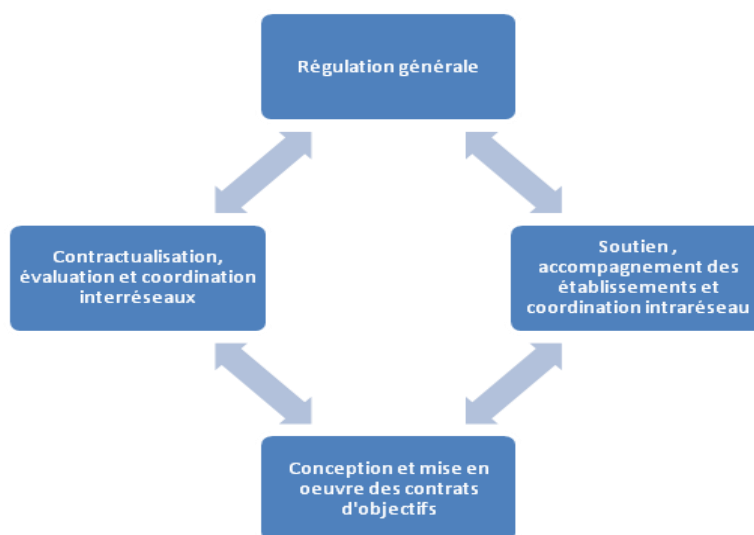 Régulation générale
Contractualisation,
évaluation et coordination
interréseaux
Soutien ,
accompagnement des
établissements et
coordination intraréseau
Conception et mise en
oeuvre des contrats
d'objectifs